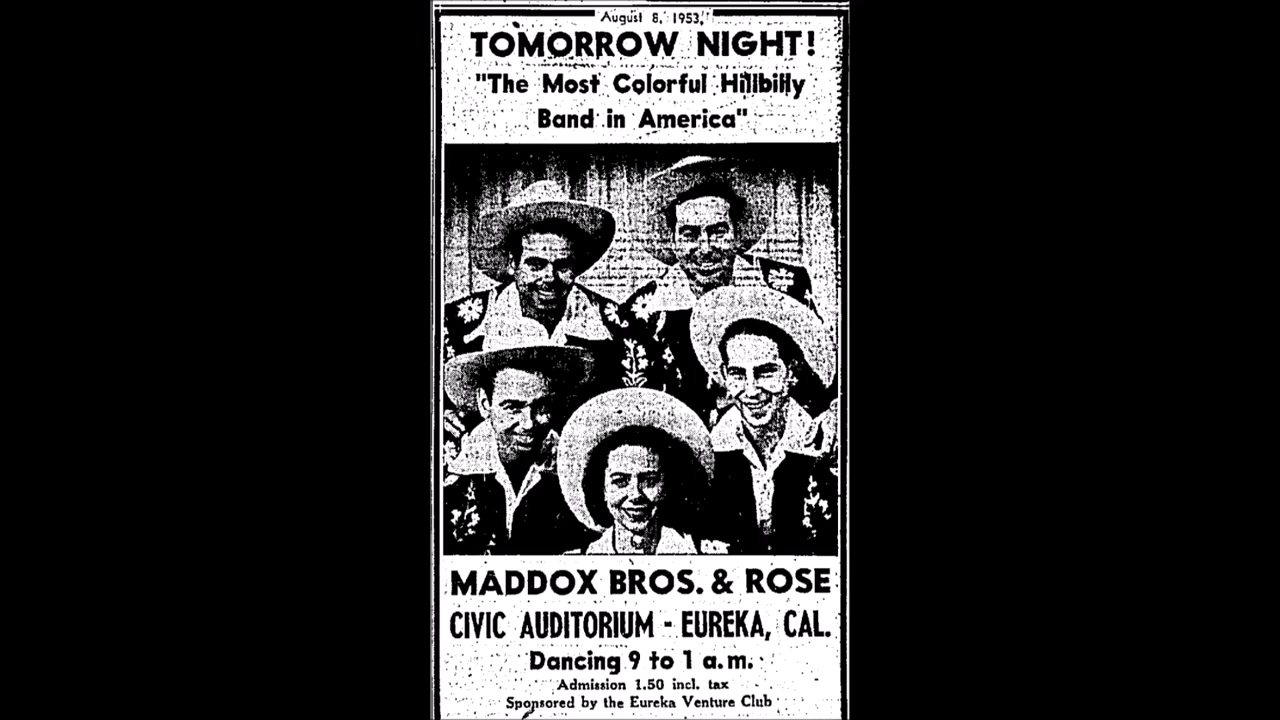 August 8, 1953,
TOMORROW NIGHT!
"The Most Colorful Hillbilly
Band in America"
MADDOX BROS. & ROSE
CIVIC AUDITORIUM - EUREKA, CAL.
Dancing 9 to 1 a.m.
Admission 1.50 incl. tax
Sponsored by the Eureka Venture Club